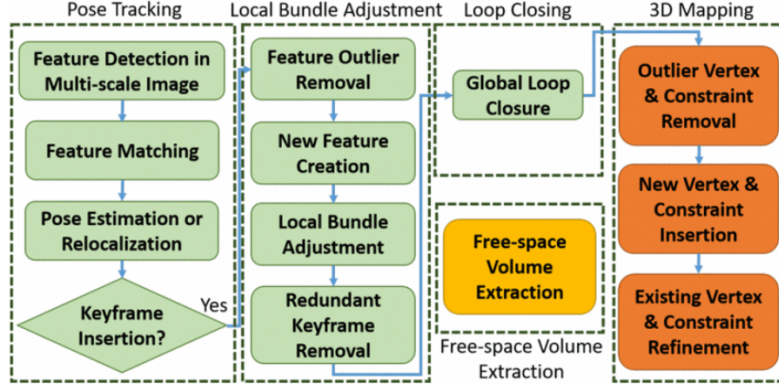 Pose Tracking
Feature Detection in
Multi-scale Image
Feature Matching
Pose Estimation or
Relocalization
Keyframe
Insertion?
Yes
Local Bundle Adjustment
Feature Outlier
Removal
New Feature
Creation
Local Bundle
Adjustment
Redundant
Keyframe
Removal
Loop Closing
Global Loop
Closure
Free-space
Volume
Extraction
Free-space Volume
Extraction
3D Mapping
Outlier Vertex
& Constraint
Removal
New Vertex &
Constraint
Insertion
Existing Vertex
& Constraint
Refinement